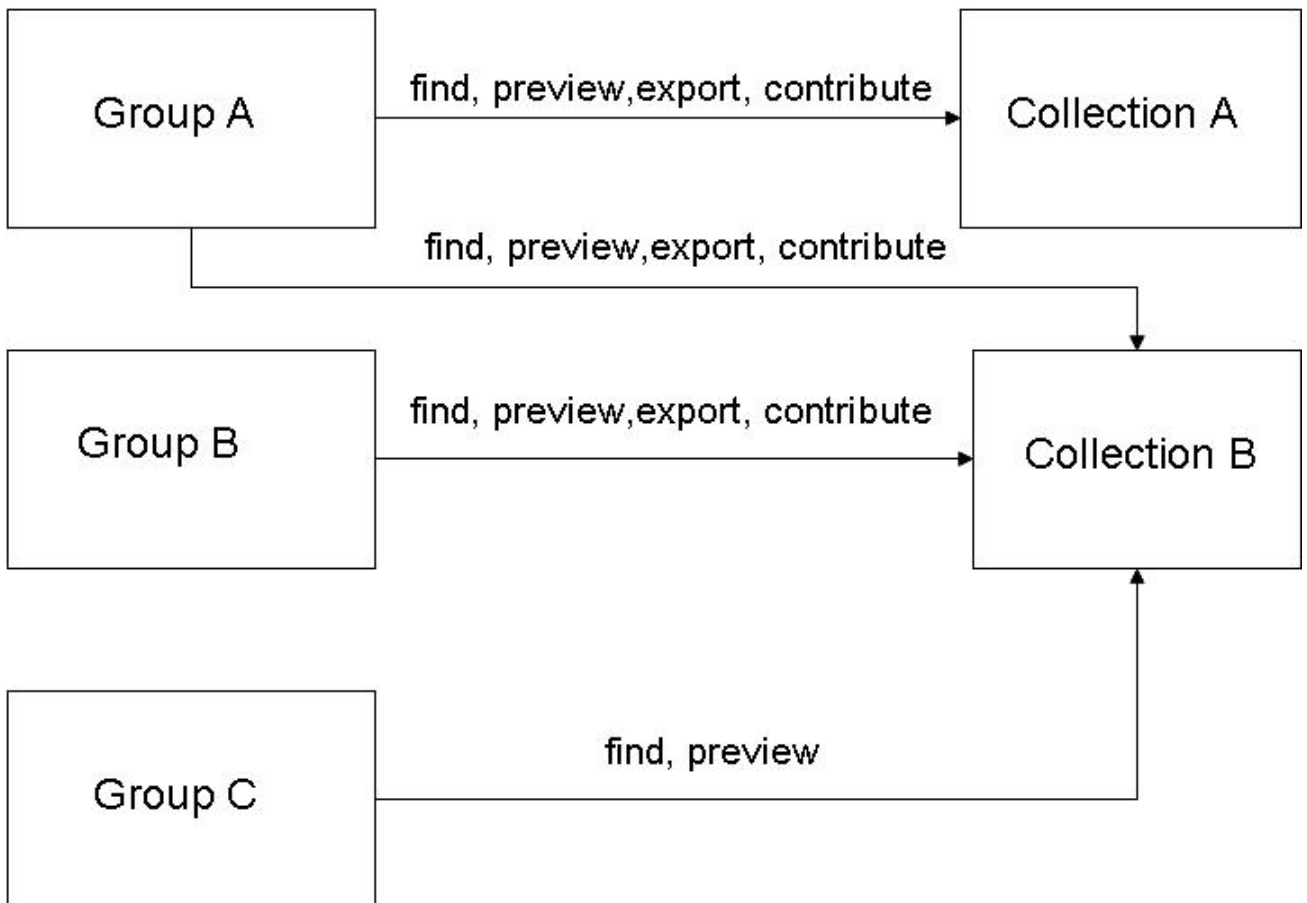 Group A
find, preview,export, contribute
Collection A
find, preview,export, contribute
Group B
find, preview,export, contribute
Collection B
Group C
find, preview